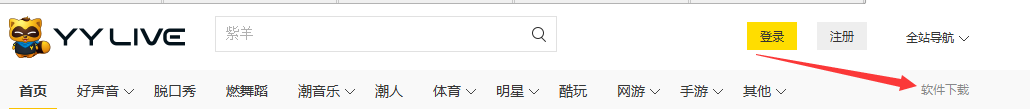 YY LIVE 紫羊 登录 注册 全站导航
首页 好声音 脱口秀 燃舞蹈 潮音乐 潮人 体育 明星 酷玩 网游 手游 其他 软件下载